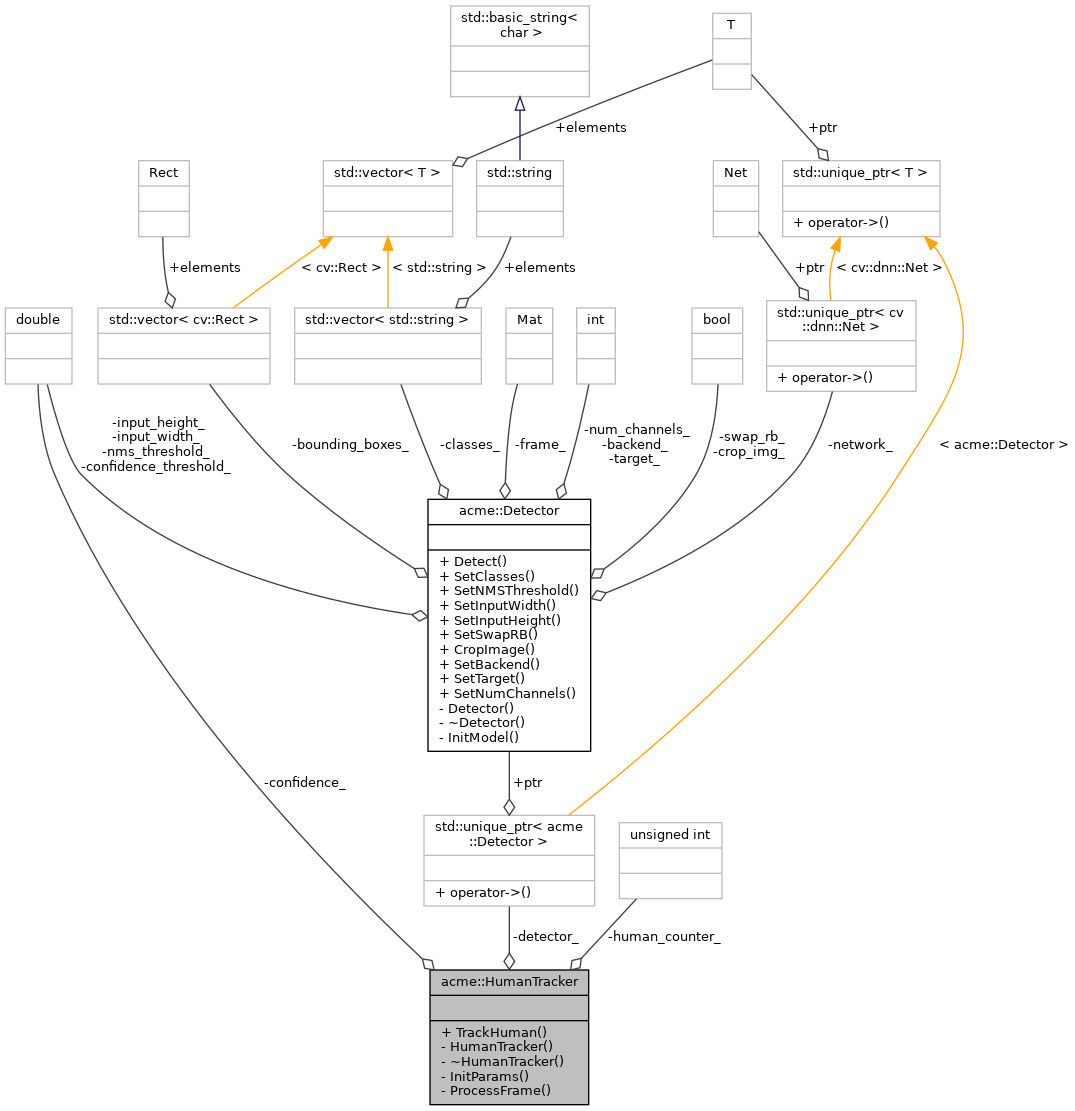 std::basic_string<
char >
T
+elements
+ptr
Rect
std::vector< T >
std::string
Net
std::unique_ptr< T >
+ operator->()
+elements
< cv::Rect >
< std::string >
+elements
+ptr
< cv::dnn::Net >
double
std::vector< cv::Rect >
std::vector< std::string >
Mat
int
bool
std::unique_ptr< cv
::dnn::Net >
+ operator->()
-input_height_
-input_width_
-nms_threshold_
-confidence_threshold_
-bounding_boxes_
-classes_
-frame_
-num_channels_
-backend_
-target_
-swap_rb_
-crop_img_
-network_
< acme::Detector >
acme::Detector
+ Detect()
+ SetClasses()
+ SetNMSThreshold()
+ SetInputWidth()
+ SetInputHeight()
+ SetSwapRB()
+ CropImage()
+ SetBackend()
+ SetTarget()
+ SetNumChannels()
- Detector()
- ~Detector()
- InitModel()
-confidence_
+ptr
std::unique_ptr< acme
::Detector >
+ operator->()
unsigned int
-detector_
-human_counter_
acme::HumanTracker
+ TrackHuman()
- HumanTracker()
- ~HumanTracker()
- InitParams()
- ProcessFrame()